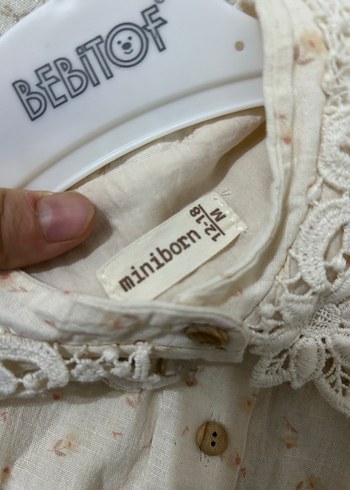 BEBiTOF
miniborn
12-18
M